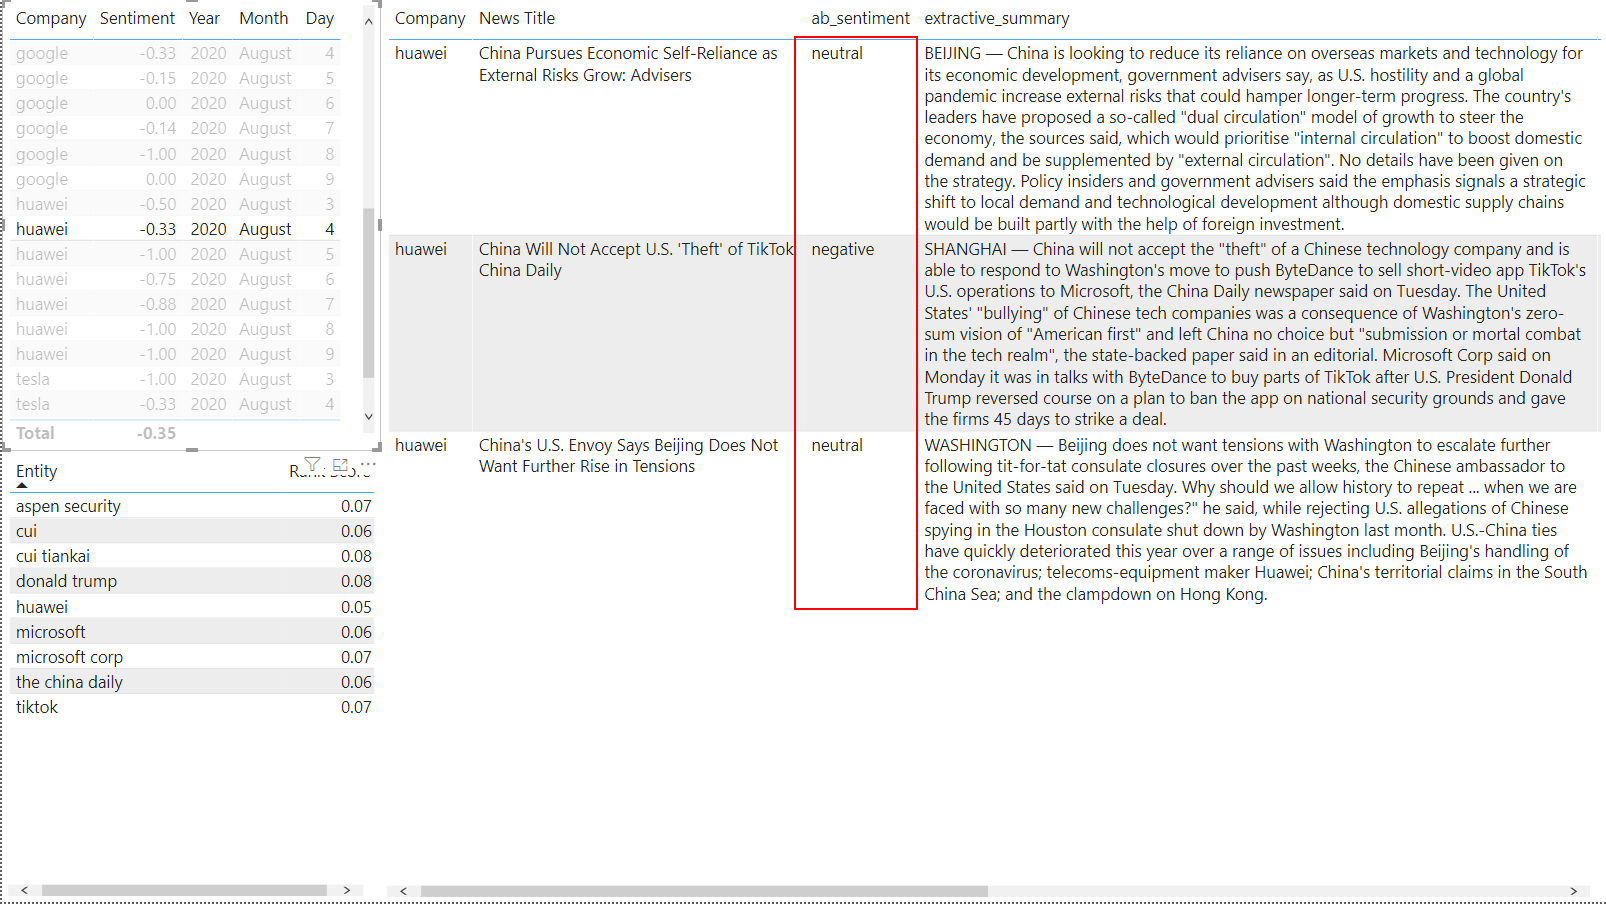 Company Sentiment Year Month Day
google -0.33 2020 August 4
google -0.15 2020 August 5
google 0.00 2020 August 6
google -0.14 2020 August 7
google -1.00 2020 August 8
google 0.00 2020 August 9
huawei -0.50 2020 August 3
huawei -0.33 2020 August 4
huawei -1.00 2020 August 5
huawei -0.75 2020 August 6
huawei -0.88 2020 August 7
huawei -1.00 2020 August 8
huawei -1.00 2020 August 9
tesla -1.00 2020 August 3
tesla -0.33 2020 August 4
Total -0.35
Entity Rank Score
aspen security 0.07
cui 0.06
cui tiankai 0.08
donald trump 0.08
huawei 0.05
microsoft 0.06
microsoft corp 0.07
the china daily 0.06
tiktok 0.07
Company News Title ab_sentiment extractive_summary
huawei China Pursues Economic Self-Reliance as neutral BEIJING — China is looking to reduce its reliance on overseas markets and technology for
External Risks Grow: Advisers its economic development, government advisers say, as U.S. hostility and a global
pandemic increase external risks that could hamper longer-term progress. The country's
leaders have proposed a so-called "dual circulation" model of growth to steer the
economy, the sources said, which would prioritise "internal circulation" to boost domestic
demand and be supplemented by "external circulation". No details have been given on
the strategy. Policy insiders and government advisers said the emphasis signals a strategic
shift to local demand and technological development although domestic supply chains
would be built partly with the help of foreign investment.
huawei China Will Not Accept U.S. 'Theft' of TikTok negative SHANGHAI — China will not accept the "theft" of a Chinese technology company and is
China Daily able to respond to Washington's move to push ByteDance to sell short-video app TikTok's
U.S. operations to Microsoft, the China Daily newspaper said on Tuesday. The United
States' "bullying" of Chinese tech companies was a consequence of Washington's zero-
sum vision of "American first" and left China no choice but "submission or mortal combat
in the tech realm", the state-backed paper said in an editorial. Microsoft Corp said on
Monday it was in talks with ByteDance to buy parts of TikTok after U.S. President Donald
Trump reversed course on a plan to ban the app on national security grounds and gave
the firms 45 days to strike a deal.
huawei China's U.S. Envoy Says Beijing Does Not neutral WASHINGTON — Beijing does not want tensions with Washington to escalate further
Want Further Rise in Tensions following tit-for-tat consulate closures over the past weeks, the Chinese ambassador to
the United States said on Tuesday. Why should we allow history to repeat ... when we are
faced with so many new challenges?" he said, while rejecting U.S. allegations of Chinese
spying in the Houston consulate shut down by Washington last month. U.S.-China ties
have quickly deteriorated this year over a range of issues including Beijing's handling of
the coronavirus; telecoms-equipment maker Huawei; China's territorial claims in the South
China Sea; and the clampdown on Hong Kong.